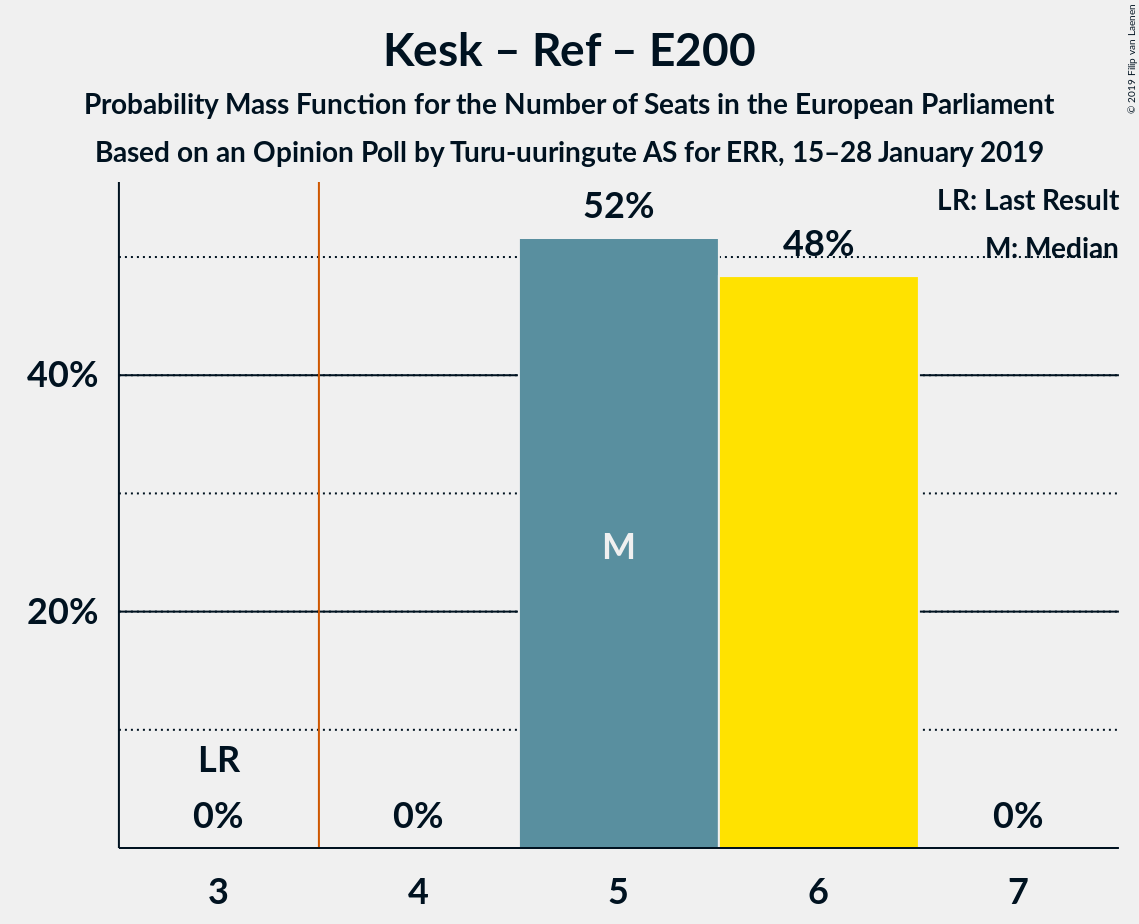 Kesk – Ref – E200
Probability Mass Function for the Number of Seats in the European Parliament
Based on an Opinion Poll by Turu-uuringute AS for ERR, 15–28 January 2019
© 2019 Filip van Laenen
LR: Last Result
M: Median
52%
48%
40%
M
20%
LR
0%
0%
0%
3
4
5
6
7